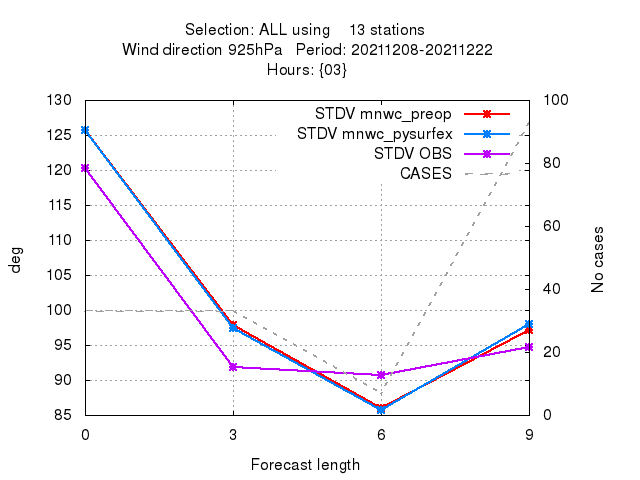 Selection: ALL using    13 stations
Wind direction 925hPa   Period: 20211208-20211222
Hours: {03}
STDV mnwc_preop
STDV mnwc_pysurfex
STDV OBS
CASES
130
125
120
115
110
105
100
95
90
85
deg
100
80
60
40
20
0
No cases
0 3 6 9
Forecast length